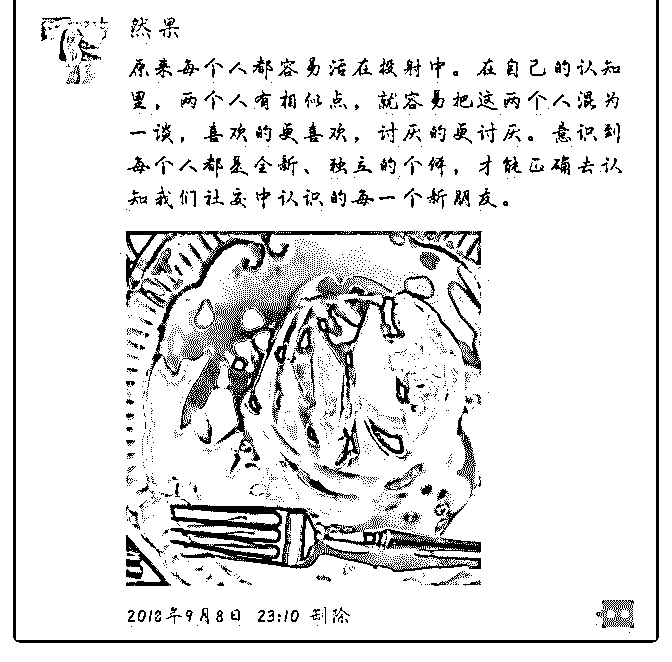 然果
原来每个人都容易活在投射中。在自己的认知
里，两个人有相似点，就容易把这两个人混为
一谈，喜欢的更喜欢，讨厌的更讨厌。意识到
每个人都是全新、独立的个体，才能正确去认
知我们社交中认识的每一个新朋友。
2018年9月8日 23:10 删除